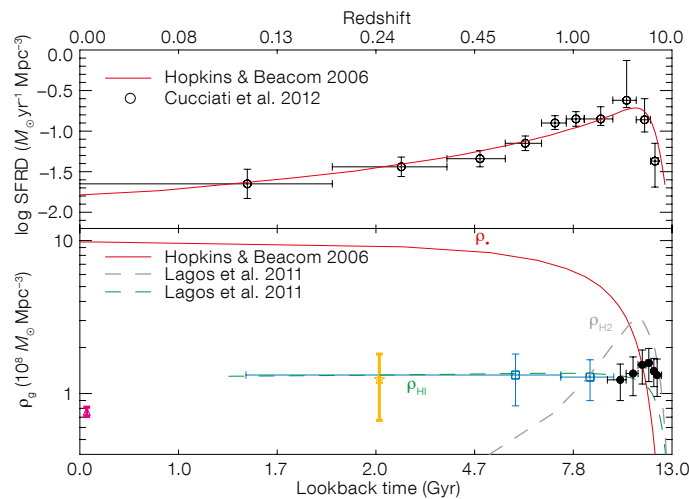 Redshift
0.00 0.08 0.13 0.24 0.45 1.00 10.0
0.0
−0.5
−1.0
−1.5
−2.0
log SFRD (M⊙ yr⁻¹ Mpc⁻³)
Hopkins & Beacom 2006
Cucciati et al. 2012
10
1
ρg (10⁸ M⊙ Mpc⁻³)
Hopkins & Beacom 2006
Lagos et al. 2011
Lagos et al. 2011
ρ*
ρH2
ρHI
0.0 1.0 1.7 2.0 4.7 7.8 13.0
Lookback time (Gyr)